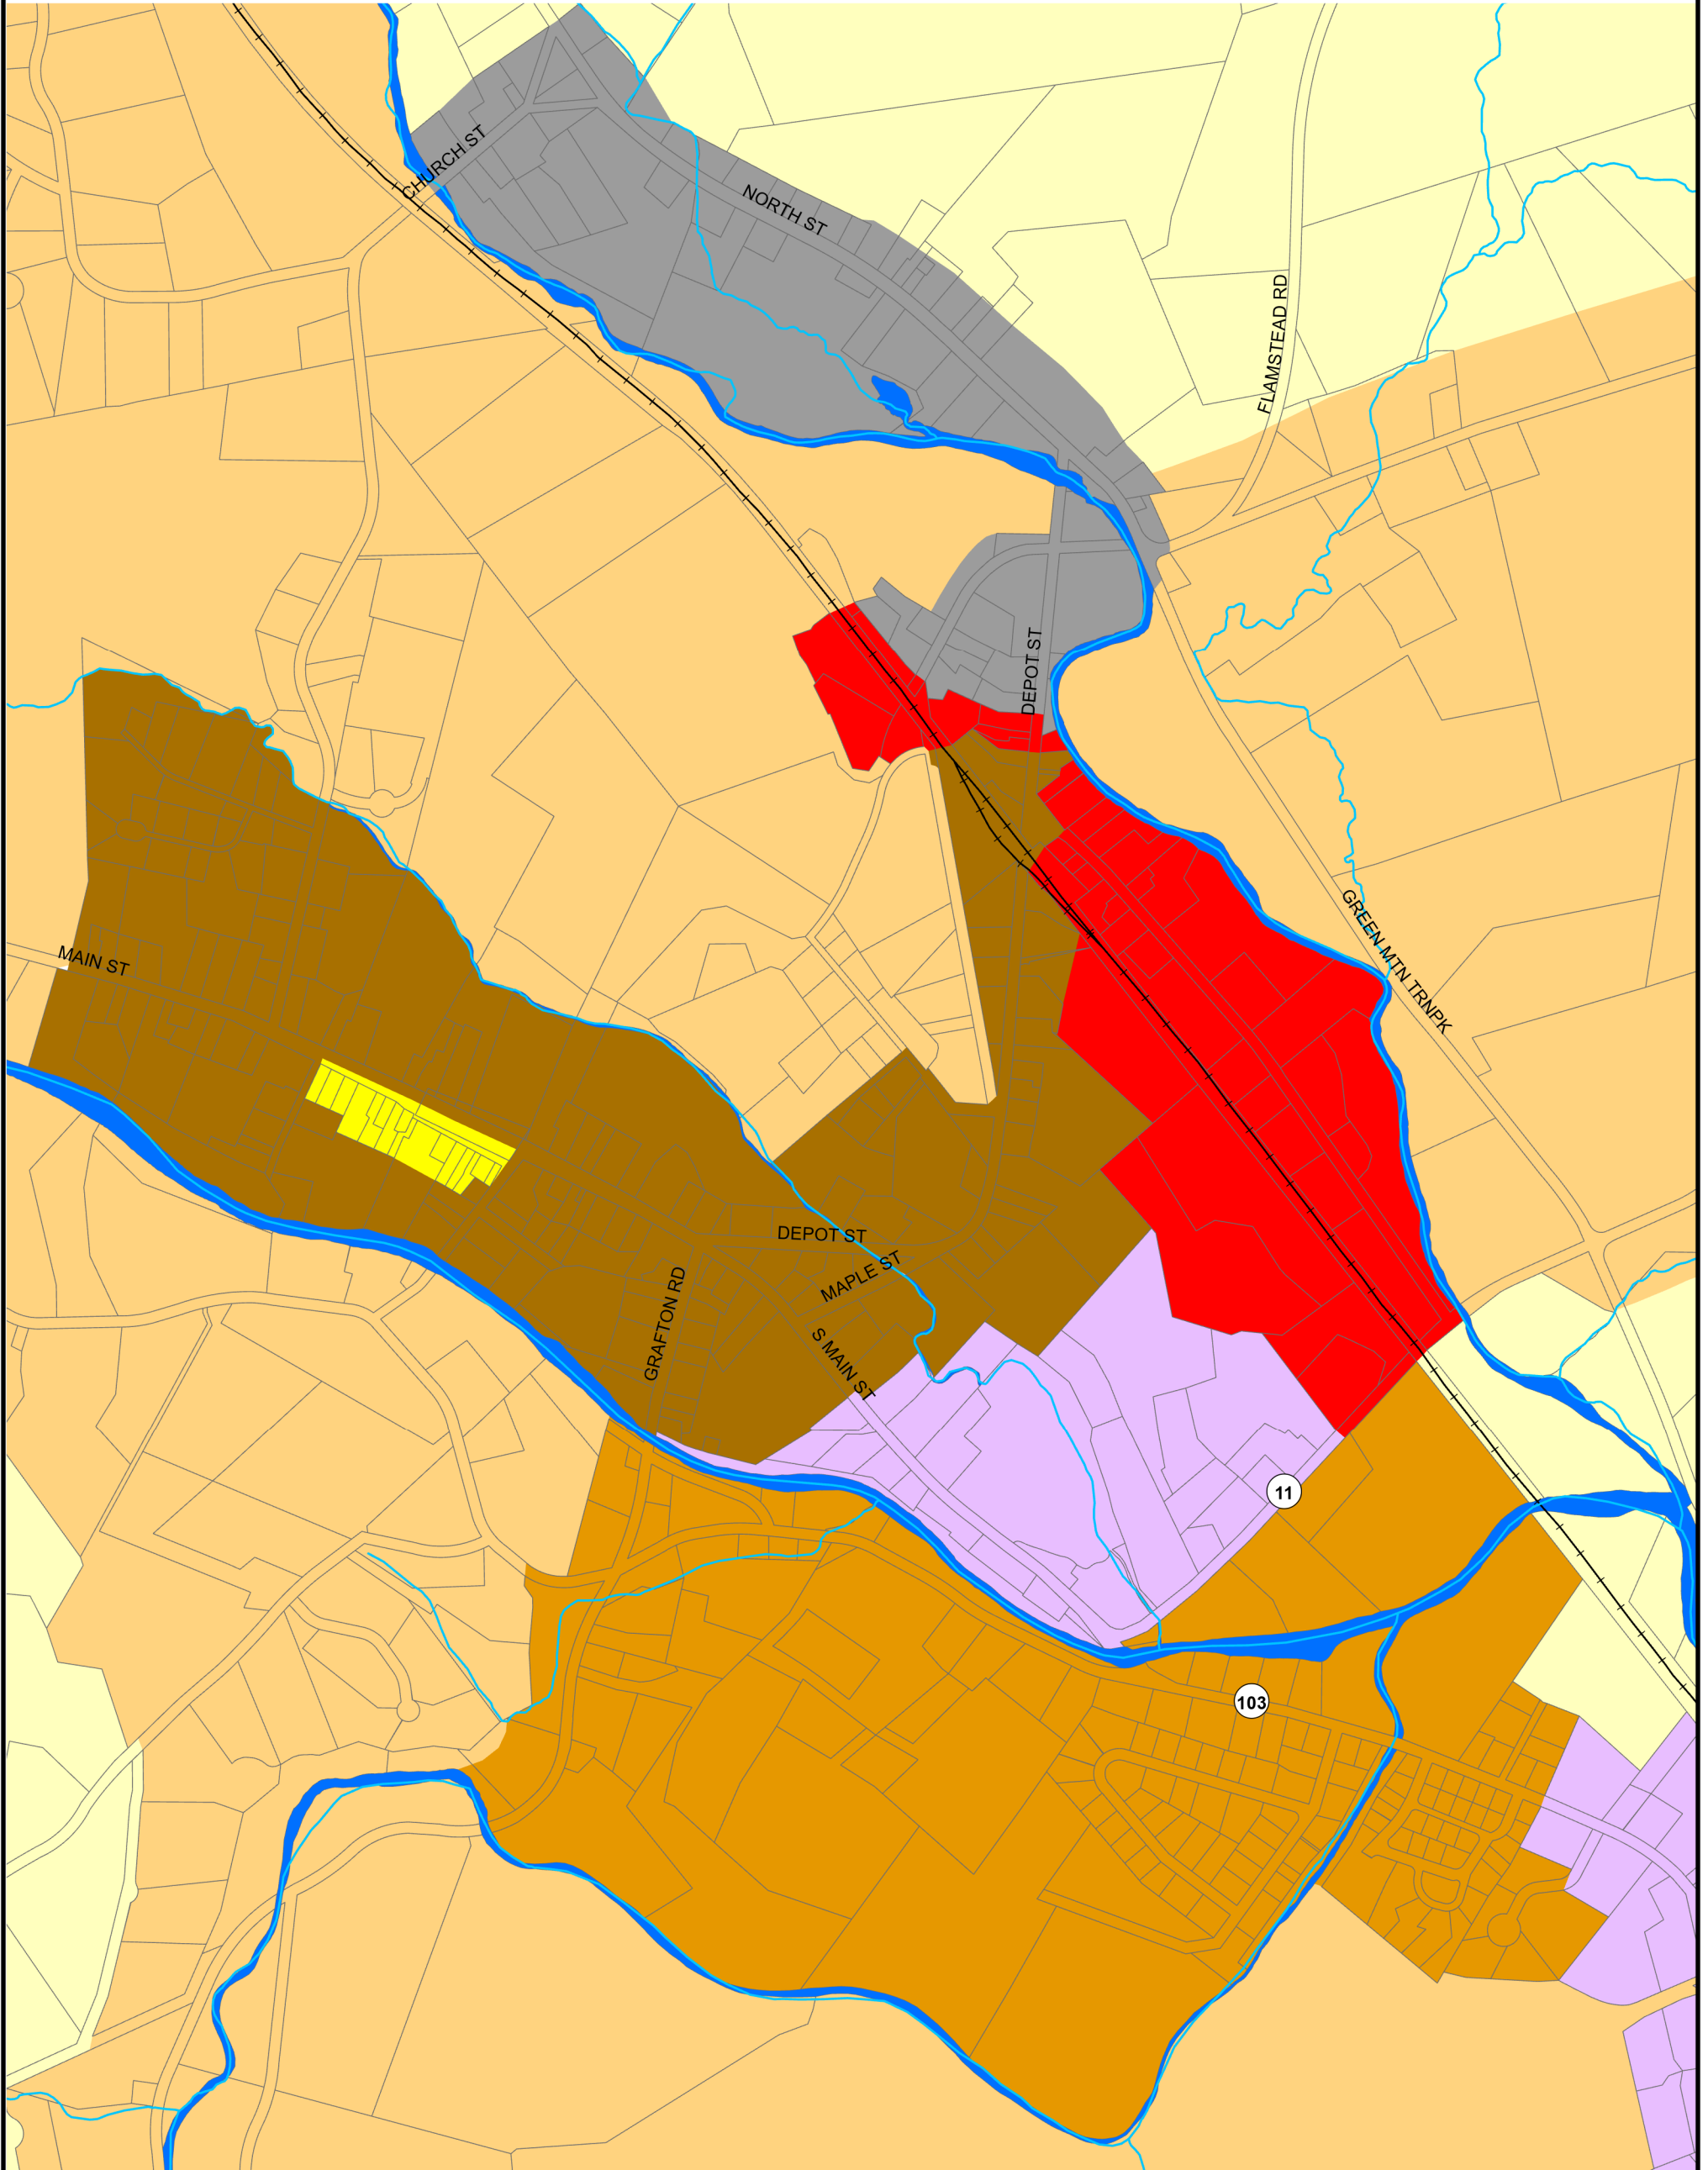 CHURCH ST
NORTH ST
FLAMSTEAD RD
DEPOT ST
GREEN MTN TRNPK
MAIN ST
DEPOT ST
MAPLE ST
GRAFTON RD
S MAIN ST
11
103